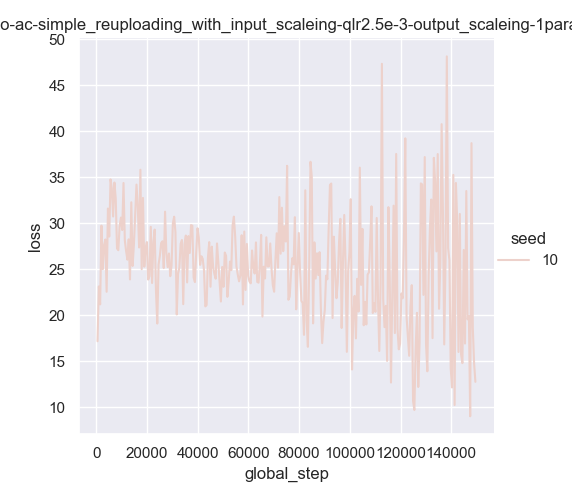 o-ac-simple_reuploading_with_input_scaleing-qlr2.5e-3-output_scaleing-1para
50
45
40
35
30
25
20
15
10
loss
0 20000 40000 60000 80000 100000 120000 140000
global_step
seed
10